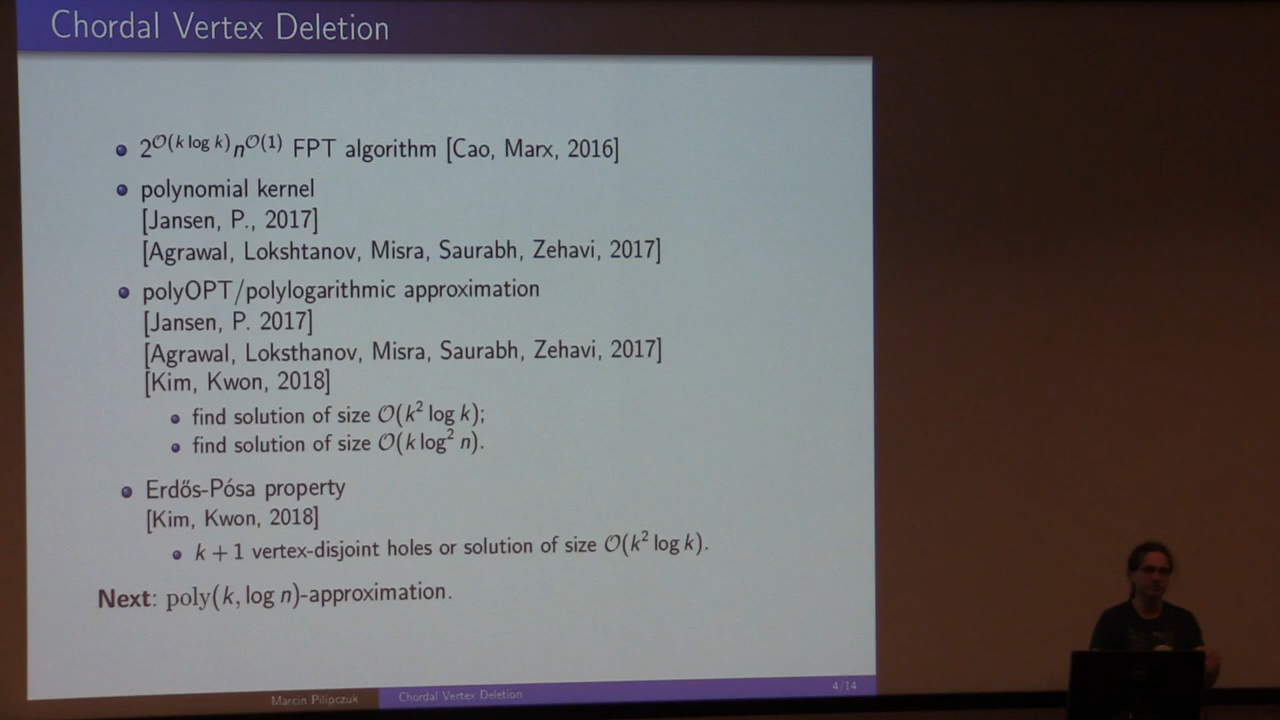 Chordal Vertex Deletion
• 2^O(k log k) n^O(1) FPT algorithm [Cao, Marx, 2016]
• polynomial kernel
[Jansen, P., 2017]
[Agrawal, Lokshtanov, Misra, Saurabh, Zehavi, 2017]
• polyOPT/polylogarithmic approximation
[Jansen, P. 2017]
[Agrawal, Loksthanov, Misra, Saurabh, Zehavi, 2017]
[Kim, Kwon, 2018]
• find solution of size O(k² log k);
• find solution of size O(k log² n).
• Erdős-Pósa property
[Kim, Kwon, 2018]
• k + 1 vertex-disjoint holes or solution of size O(k² log k).
Next: poly(k, log n)-approximation.
Marcin Pilipczuk Chordal Vertex Deletion 4/14